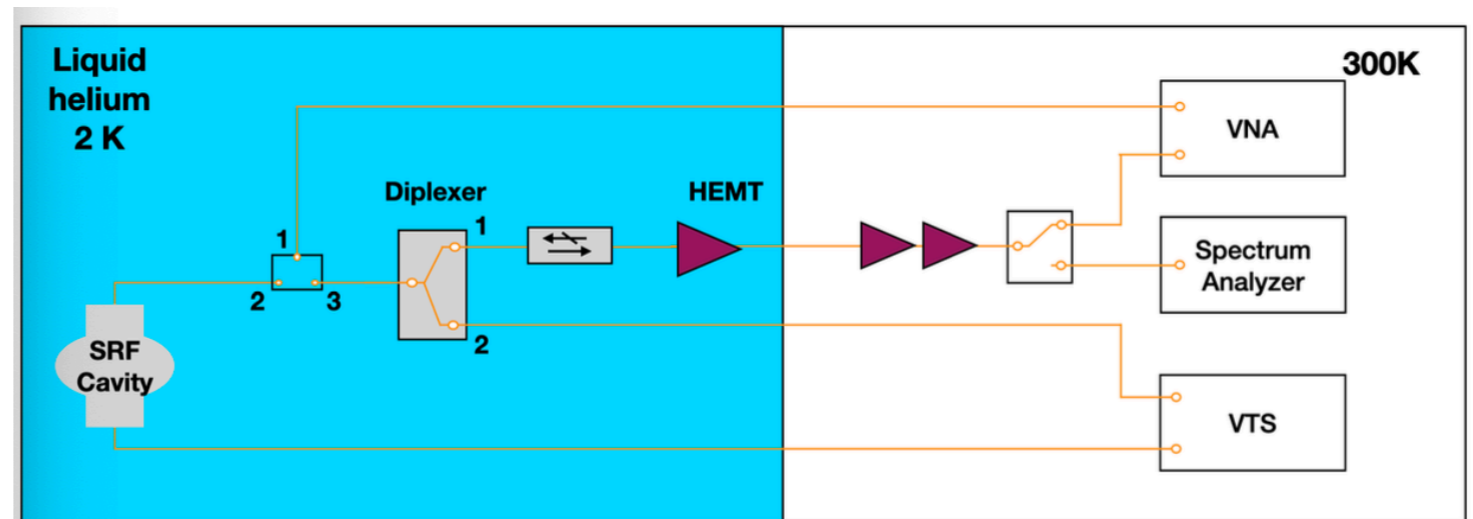 Liquid
helium
2 K
300K
VNA
Diplexer
HEMT
1
1
Spectrum
Analyzer
2
3
2
SRF
Cavity
VTS